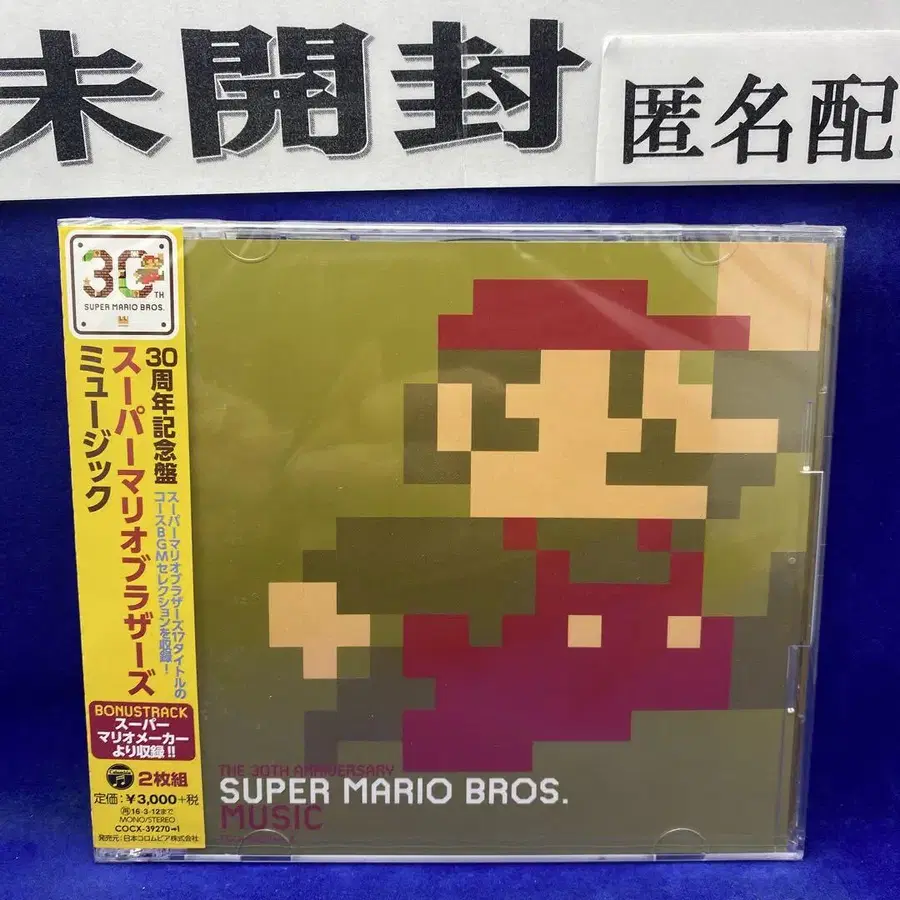 未開封
匿名配
30TH
SUPER MARIO BROS.
30周年記念盤
スーパーマリオブラザーズ
ミュージック
スーパーマリオブラザーズ17タイトルの
コースBGMセレクションを収録!
BONUSTRACK
スーパー
マリオメーカー
より収録!!
2枚組
定価:¥3,000+税
16・3・12まで
MONO/STEREO
COCX-39270→1
発売元:日本コロムビア株式会社
THE 30TH ANNIVERSARY
SUPER MARIO BROS.
MUSIC